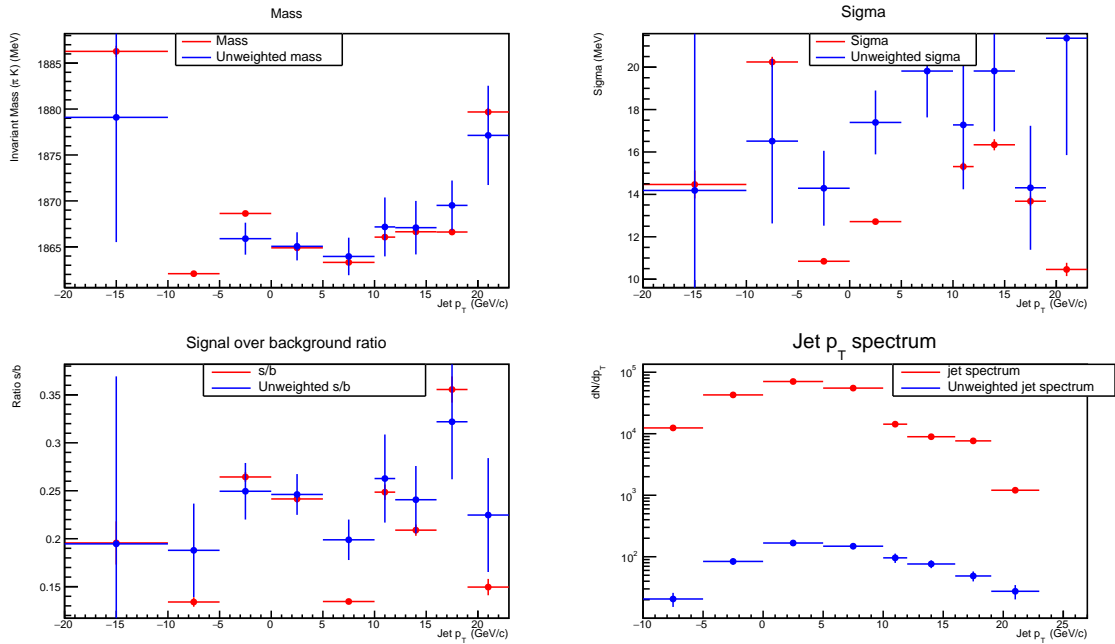 Mass
Invariant Mass (π K) (MeV)
Mass
Unweighted mass
1885
1880
1875
1870
1865
−20 −15 −10 −5 0 5 10 15 20
Jet p_T (GeV/c)
Sigma
Sigma (MeV)
Sigma
Unweighted sigma
20
18
16
14
12
10
−20 −15 −10 −5 0 5 10 15 20
Jet p_T (GeV/c)
Signal over background ratio
Ratio s/b
s/b
Unweighted s/b
0.35
0.3
0.25
0.2
0.15
−20 −15 −10 −5 0 5 10 15 20
Jet p_T (GeV/c)
Jet p_T spectrum
dN/dp_T
jet spectrum
Unweighted jet spectrum
10^5
10^4
10^3
10^2
−10 −5 0 5 10 15 20 25
Jet p_T (GeV/c)